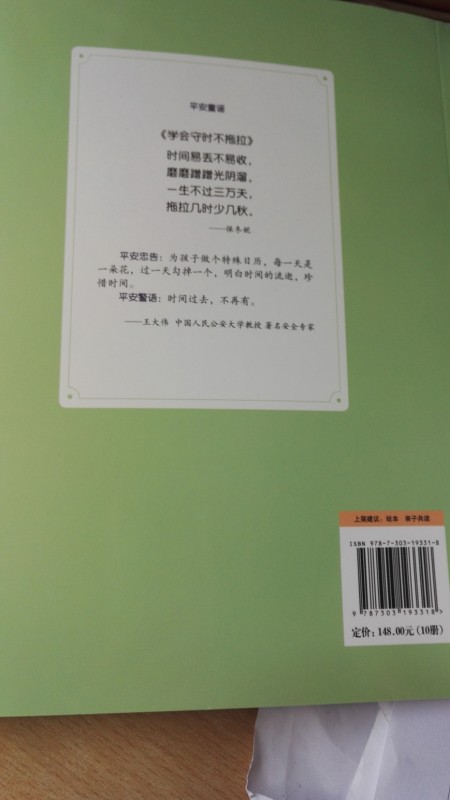 平安童谣
《学会守时不拖拉》
时间易丢不易收，
磨磨蹭蹭光阴溜，
一生不过三万天，
拖拉几时少几秋。
——保冬妮
平安忠告：为孩子做个特殊日历，每一天是
一朵花，过一天勾掉一个，明白时间的流逝，珍
惜时间。
平安警语：时间过去，不再有。
——王大伟 中国人民公安大学教授 著名安全专家
上架建议：绘本 亲子共读
ISBN 978-7-303-19331-8
9 787303 193318>
定价：148.00元(10册)